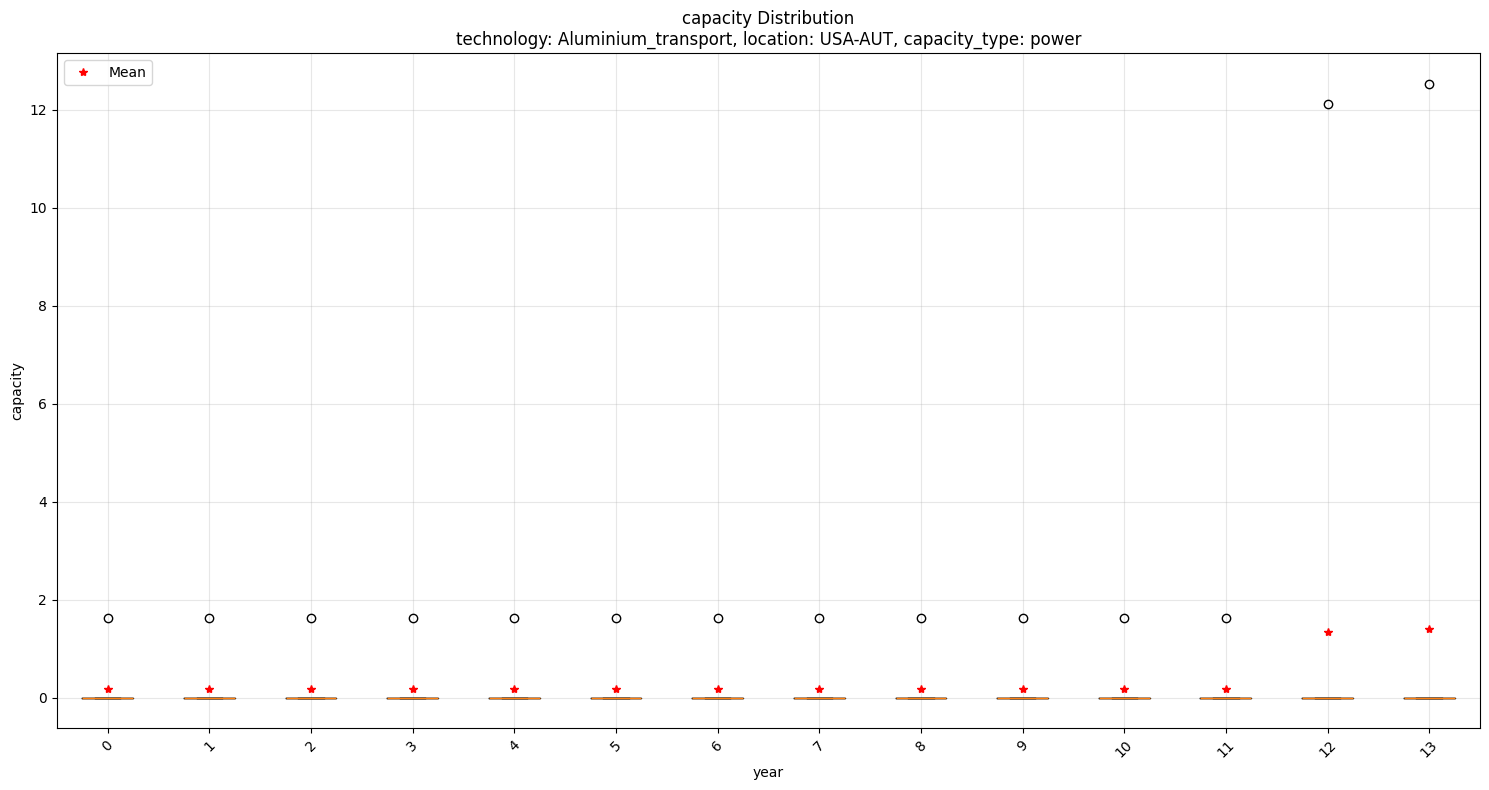 capacity Distribution
technology: Aluminium_transport, location: USA-AUT, capacity_type: power
Mean
12
10
8
6
4
2
0
capacity
0 1 2 3 4 5 6 7 8 9 10 11 12 13
year